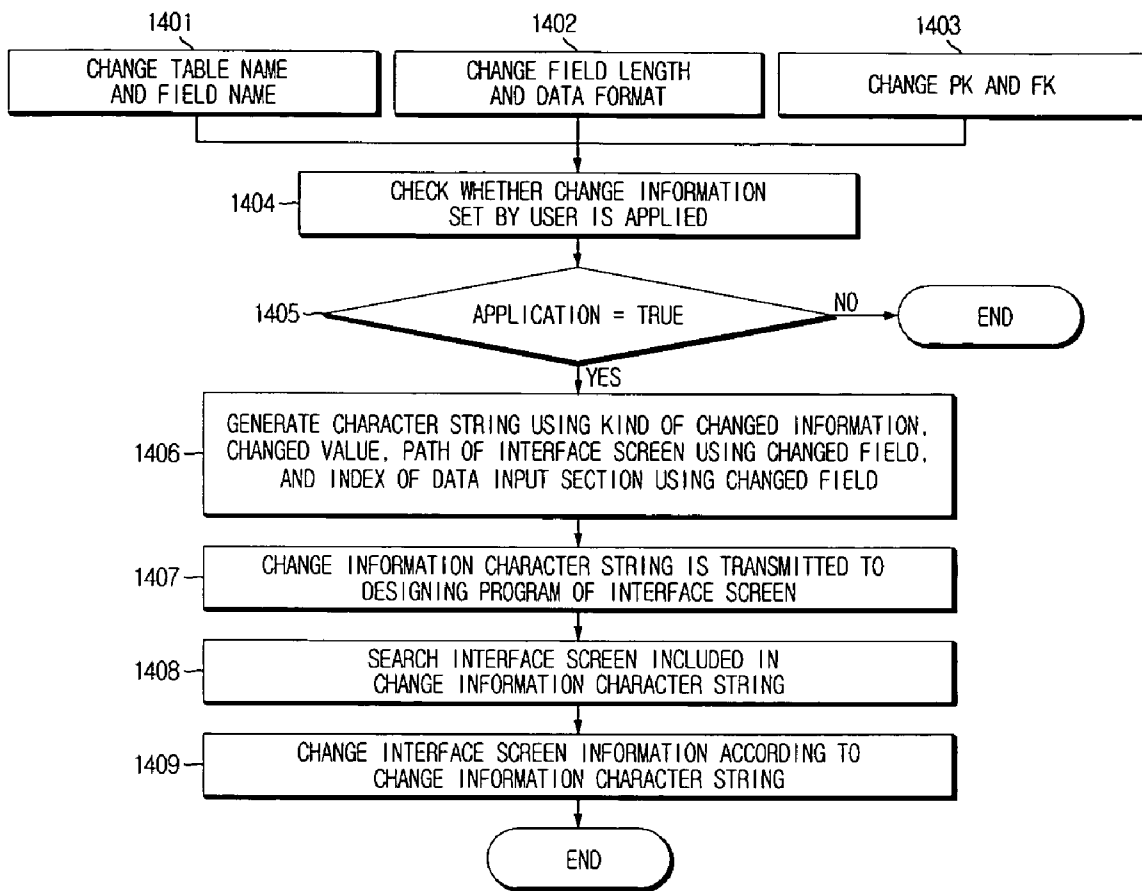 1401
1402
1403
CHANGE TABLE NAME
AND FIELD NAME
CHANGE FIELD LENGTH
AND DATA FORMAT
CHANGE PK AND FK
1404
CHECK WHETHER CHANGE INFORMATION
SET BY USER IS APPLIED
1405
APPLICATION = TRUE
NO
END
YES
1406
GENERATE CHARACTER STRING USING KIND OF CHANGED INFORMATION,
CHANGED VALUE, PATH OF INTERFACE SCREEN USING CHANGED FIELD,
AND INDEX OF DATA INPUT SECTION USING CHANGED FIELD
1407
CHANGE INFORMATION CHARACTER STRING IS TRANSMITTED TO
DESIGNING PROGRAM OF INTERFACE SCREEN
1408
SEARCH INTERFACE SCREEN INCLUDED IN
CHANGE INFORMATION CHARACTER STRING
1409
CHANGE INTERFACE SCREEN INFORMATION ACCORDING TO
CHANGE INFORMATION CHARACTER STRING
END